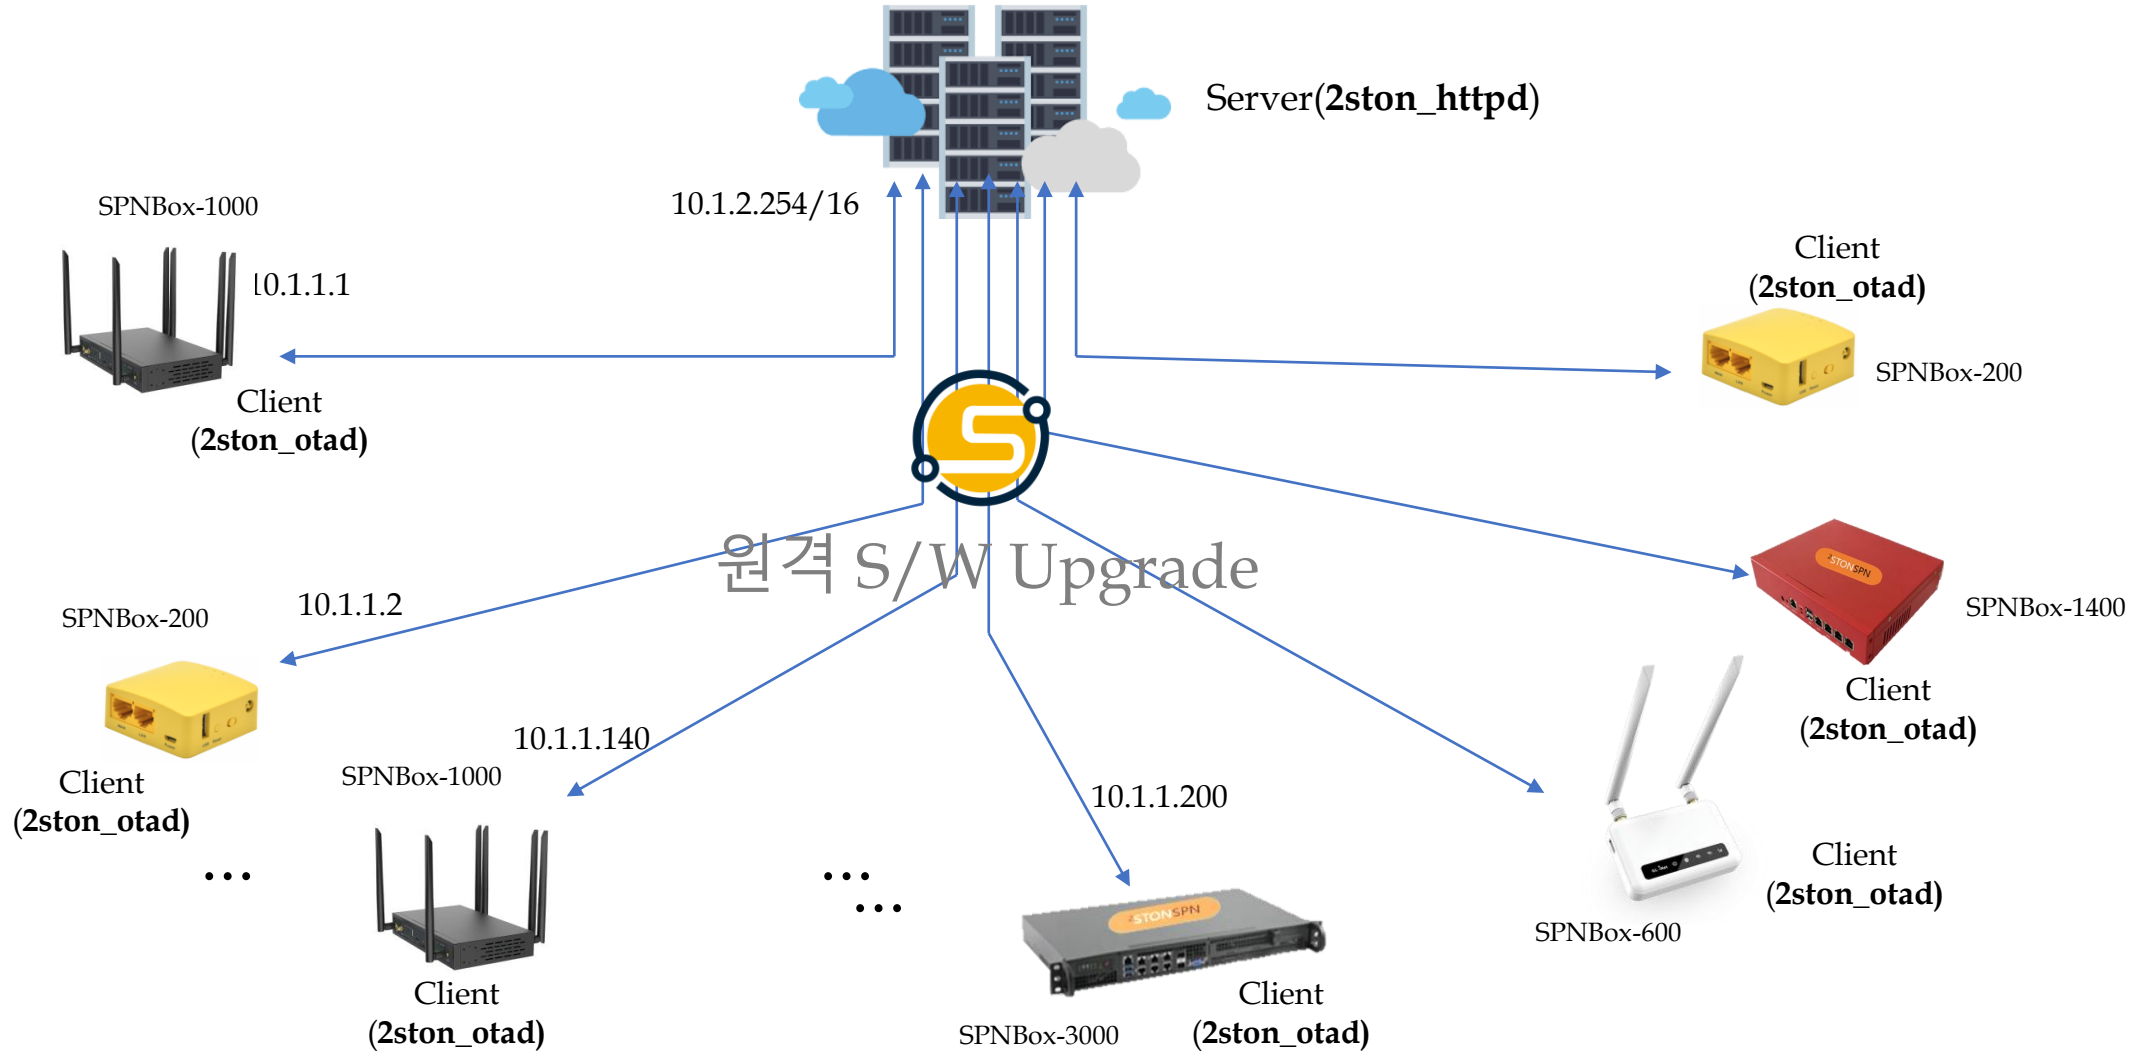 Server(2ston_httpd)
SPNBox-1000
10.1.2.254/16
10.1.1.1
Client
(2ston_otad)
Client
(2ston_otad)
SPNBox-200
원격 S/W Upgrade
SPNBox-200
10.1.1.2
Client
(2ston_otad)
SPNBox-1000
10.1.1.140
Client
(2ston_otad)
10.1.1.200
2STONSPN
SPNBox-3000
Client
(2ston_otad)
2STONSPN
SPNBox-1400
Client
(2ston_otad)
SPNBox-600
Client
(2ston_otad)
...
...
...